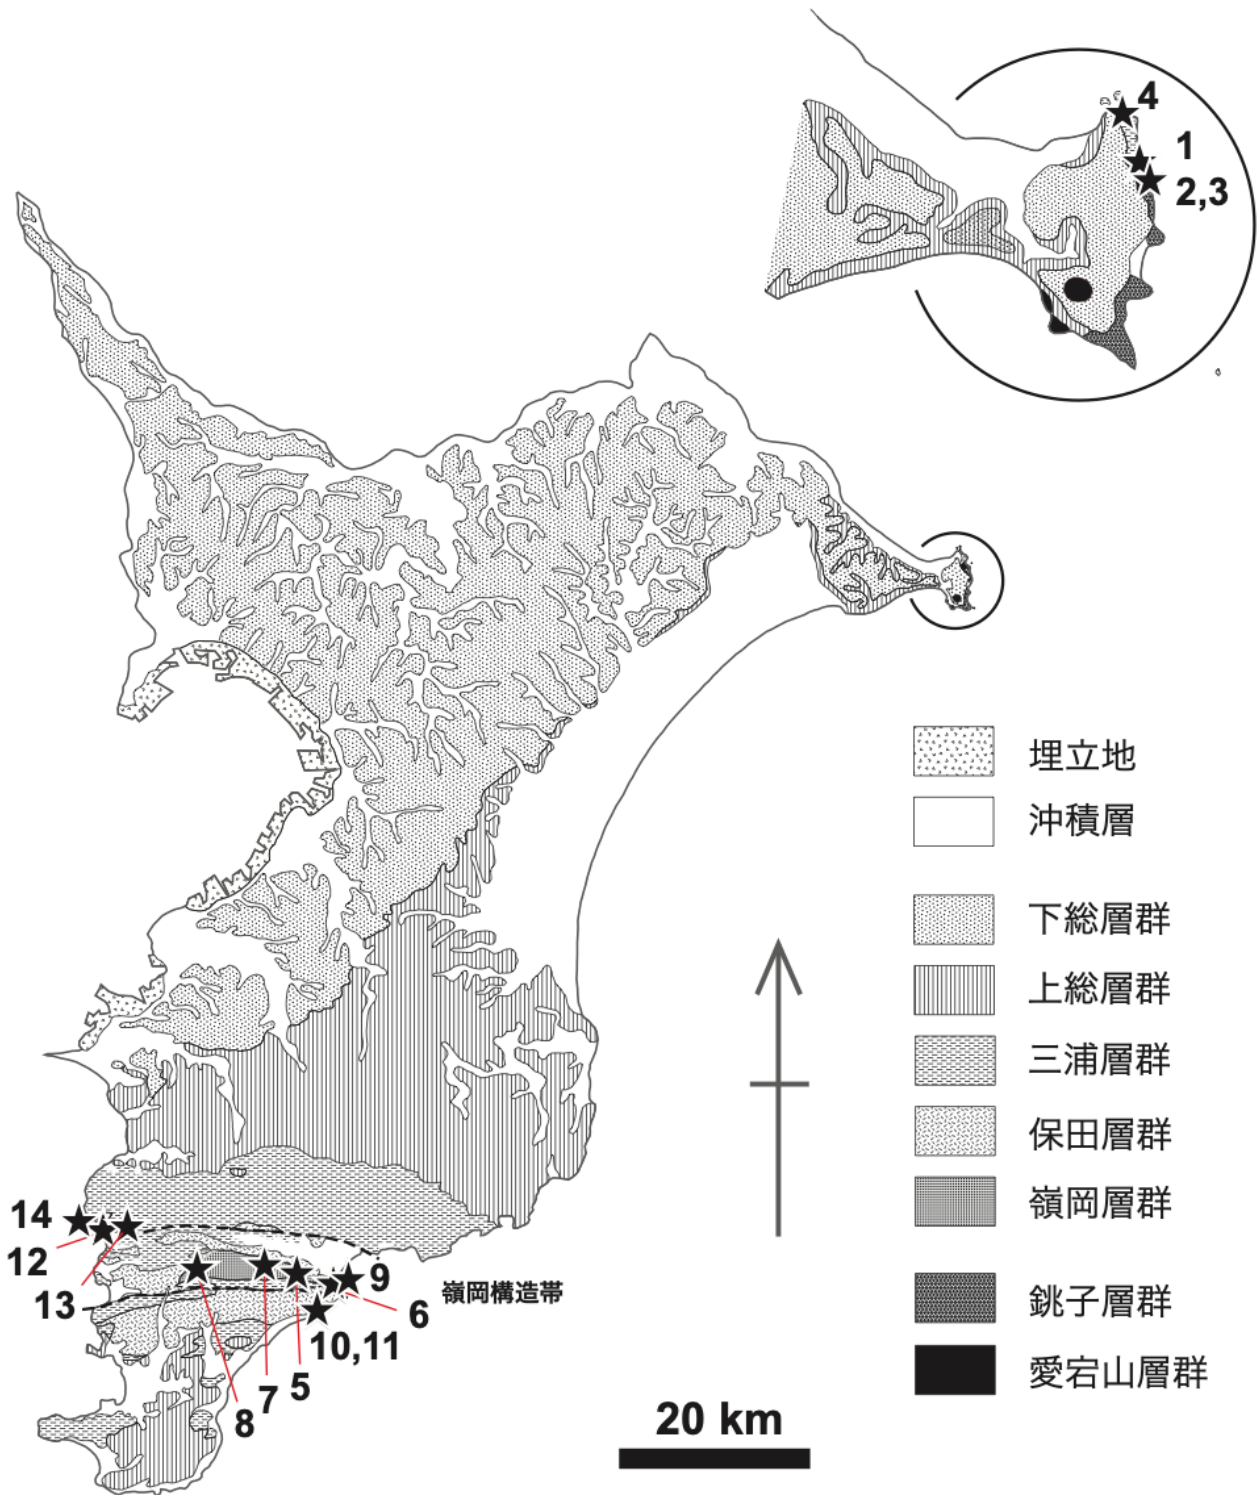 4
1
2,3
埋立地
沖積層
下総層群
上総層群
三浦層群
保田層群
嶺岡層群
銚子層群
愛宕山層群
14
12
13
9
嶺岡構造帯
6
10,11
5
7
8
20 km